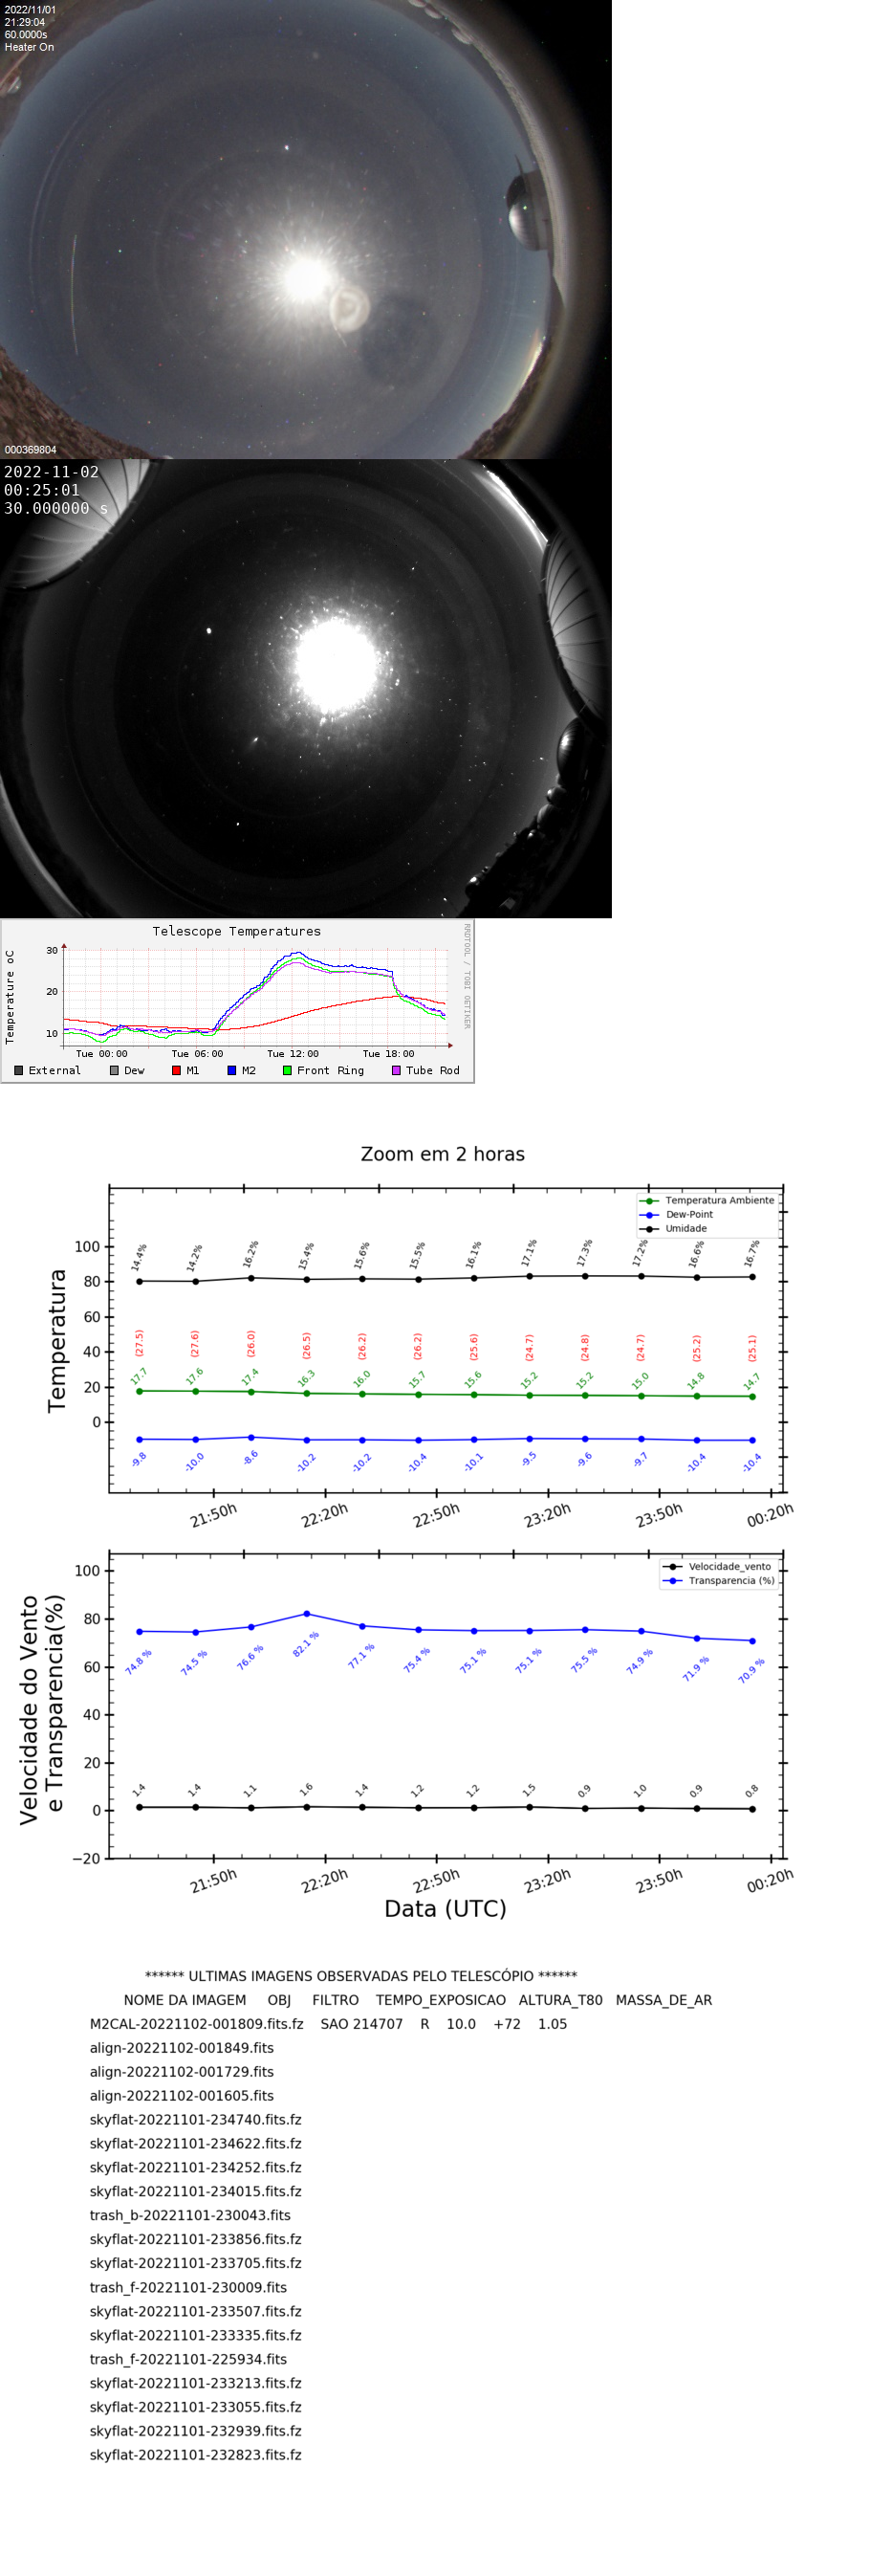 2022/11/01
21:29:04
60.0000s
Heater On
000369804
2022-11-02
00:25:01
30.000000 s
Telescope Temperatures
Temperature oC
RRDTOOL / TOBI OETIKER
30
20
10
Tue 00:00 Tue 06:00 Tue 12:00 Tue 18:00
External Dew M1 M2 Front Ring Tube Rod
Zoom em 2 horas
Temperatura
Temperatura Ambiente
Dew-Point
Umidade
100
80
60
40
20
0
14.4% 14.2% 16.2% 15.4% 15.6% 15.5% 16.1% 17.1% 17.3% 17.2% 16.6% 16.7%
(27.5) (27.6) (26.0) (26.5) (26.2) (26.2) (25.6) (24.7) (24.8) (24.7) (25.2) (25.1)
17.7 17.6 17.4 16.3 16.0 15.7 15.6 15.2 15.2 15.0 14.8 14.7
-9.8 -10.0 -8.6 -10.2 -10.2 -10.4 -10.1 -9.5 -9.6 -9.7 -10.4 -10.4
21:50h 22:20h 22:50h 23:20h 23:50h 00:20h
Velocidade do Vento
e Transparencia(%)
Velocidade_vento
Transparencia (%)
100
80
60
40
20
0
−20
74.8 % 74.5 % 76.6 % 82.1 % 77.1 % 75.4 % 75.1 % 75.1 % 75.5 % 74.9 % 71.9 % 70.9 %
1.4 1.4 1.1 1.6 1.4 1.2 1.2 1.5 0.9 1.0 0.9 0.8
21:50h 22:20h 22:50h 23:20h 23:50h 00:20h
Data (UTC)
****** ULTIMAS IMAGENS OBSERVADAS PELO TELESCÓPIO ******
NOME DA IMAGEM OBJ FILTRO TEMPO_EXPOSICAO ALTURA_T80 MASSA_DE_AR
M2CAL-20221102-001809.fits.fz SAO 214707 R 10.0 +72 1.05
align-20221102-001849.fits
align-20221102-001729.fits
align-20221102-001605.fits
skyflat-20221101-234740.fits.fz
skyflat-20221101-234622.fits.fz
skyflat-20221101-234252.fits.fz
skyflat-20221101-234015.fits.fz
trash_b-20221101-230043.fits
skyflat-20221101-233856.fits.fz
skyflat-20221101-233705.fits.fz
trash_f-20221101-230009.fits
skyflat-20221101-233507.fits.fz
skyflat-20221101-233335.fits.fz
trash_f-20221101-225934.fits
skyflat-20221101-233213.fits.fz
skyflat-20221101-233055.fits.fz
skyflat-20221101-232939.fits.fz
skyflat-20221101-232823.fits.fz